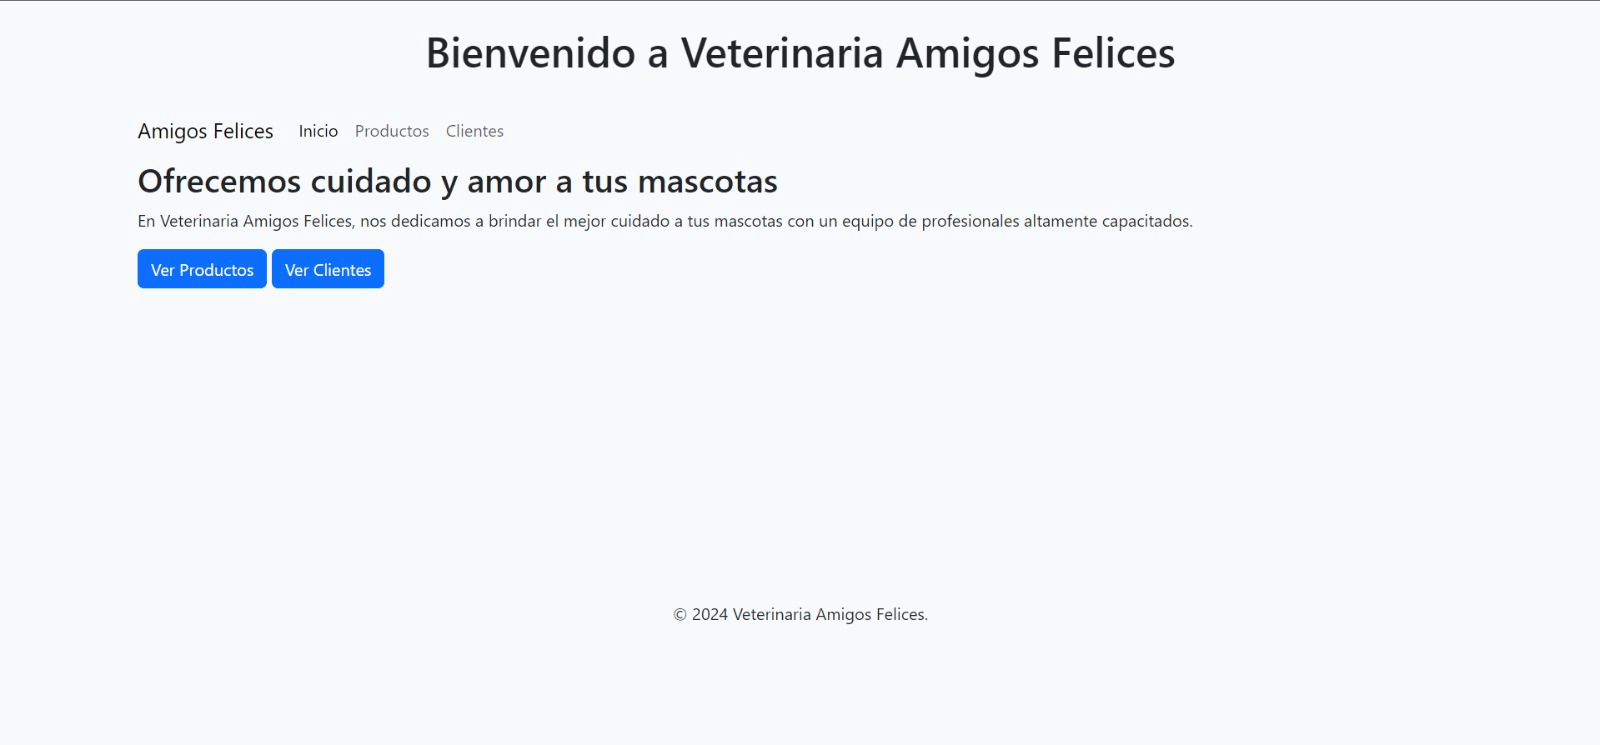 Bienvenido a Veterinaria Amigos Felices
Amigos Felices Inicio Productos Clientes
Ofrecemos cuidado y amor a tus mascotas
En Veterinaria Amigos Felices, nos dedicamos a brindar el mejor cuidado a tus mascotas con un equipo de profesionales altamente capacitados.
Ver Productos Ver Clientes
© 2024 Veterinaria Amigos Felices.